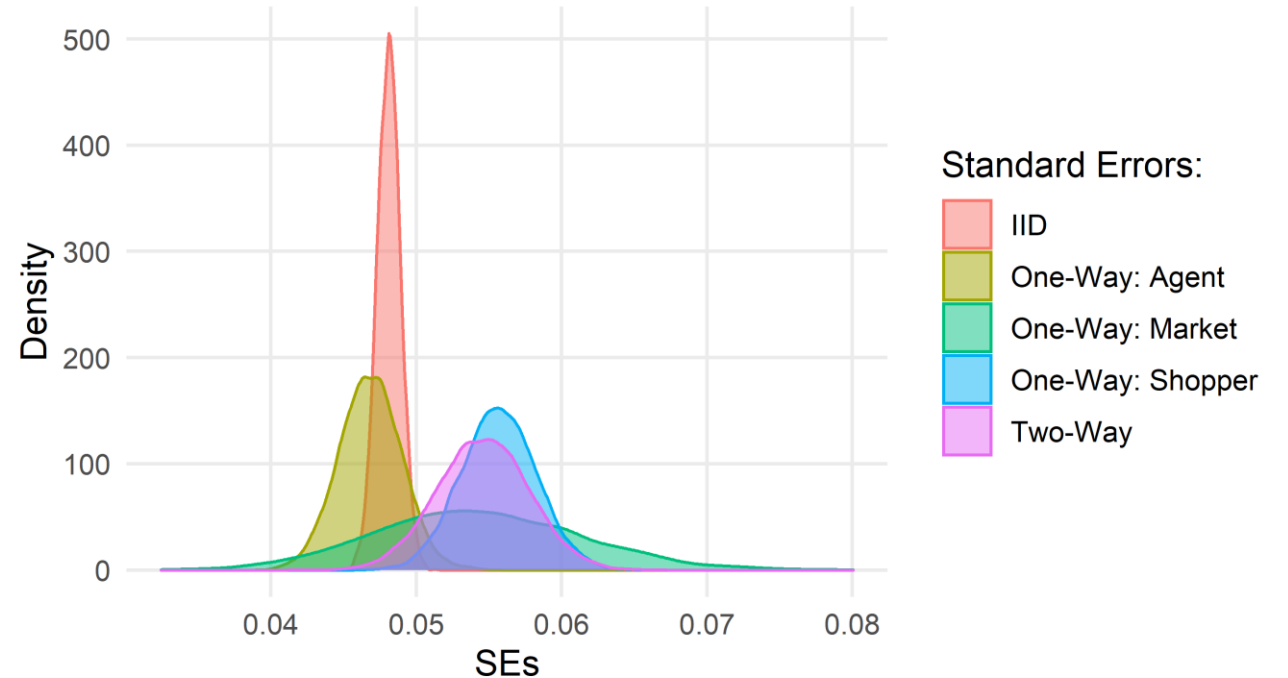 500
400
300
200
100
0
Density
0.04 0.05 0.06 0.07 0.08
SEs
Standard Errors:
IID
One-Way: Agent
One-Way: Market
One-Way: Shopper
Two-Way